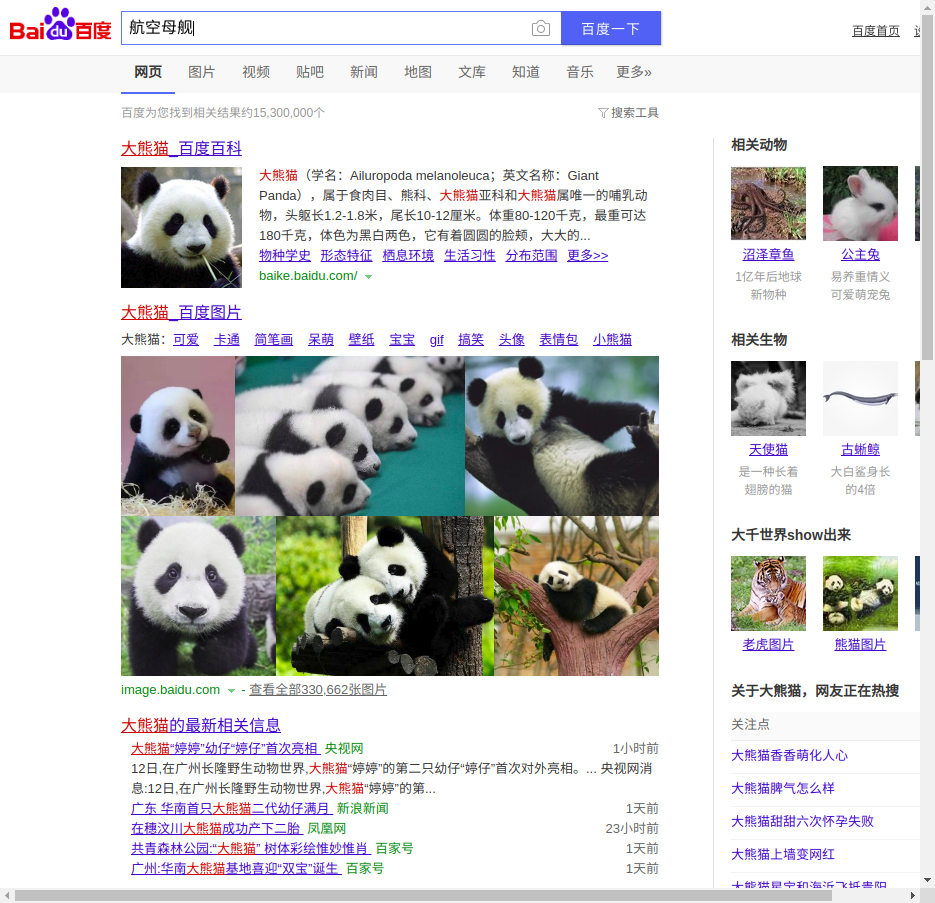 Bai du 百度
航空母舰
百度一下
百度首页
网页 图片 视频 贴吧 新闻 地图 文库 知道 音乐 更多»
百度为您找到相关结果约15,300,000个
搜索工具
大熊猫_百度百科
大熊猫（学名：Ailuropoda melanoleuca；英文名称：Giant
Panda），属于食肉目、熊科、大熊猫亚科和大熊猫属唯一的哺乳动
物，头躯长1.2-1.8米，尾长10-12厘米。体重80-120千克，最重可达
180千克，体色为黑白两色，它有着圆圆的脸颊，大大的...
物种学史 形态特征 栖息环境 生活习性 分布范围 更多>>
baike.baidu.com/
大熊猫_百度图片
大熊猫：可爱 卡通 简笔画 呆萌 壁纸 宝宝 gif 搞笑 头像 表情包 小熊猫
image.baidu.com - 查看全部330,662张图片
大熊猫的最新相关信息
大熊猫“婷婷”幼仔“婷仔”首次亮相 央视网 1小时前
12日,在广州长隆野生动物世界,大熊猫“婷婷”的第二只幼仔“婷仔”首次对外亮相。... 央视网消
息:12日,在广州长隆野生动物世界,大熊猫“婷婷”的第...
广东 华南首只大熊猫二代幼仔满月 新浪新闻 1天前
在穗汶川大熊猫成功产下二胎 凤凰网 23小时前
共青森林公园:“大熊猫” 树体彩绘惟妙惟肖 百家号 1天前
广州:华南大熊猫基地喜迎“双宝”诞生 百家号 1天前
相关动物
沼泽章鱼 公主兔
1亿年后地球 易养重情义
新物种 可爱萌宠兔
相关生物
天使猫 古蜥鲸
是一种长着 大白鲨身长
翅膀的猫 的4倍
大千世界show出来
老虎图片 熊猫图片
关于大熊猫，网友正在热搜
关注点
大熊猫香香萌化人心
大熊猫脾气怎么样
大熊猫甜甜六次怀孕失败
大熊猫上墙变网红
大熊猫星宝和海浜飞抵贵阳